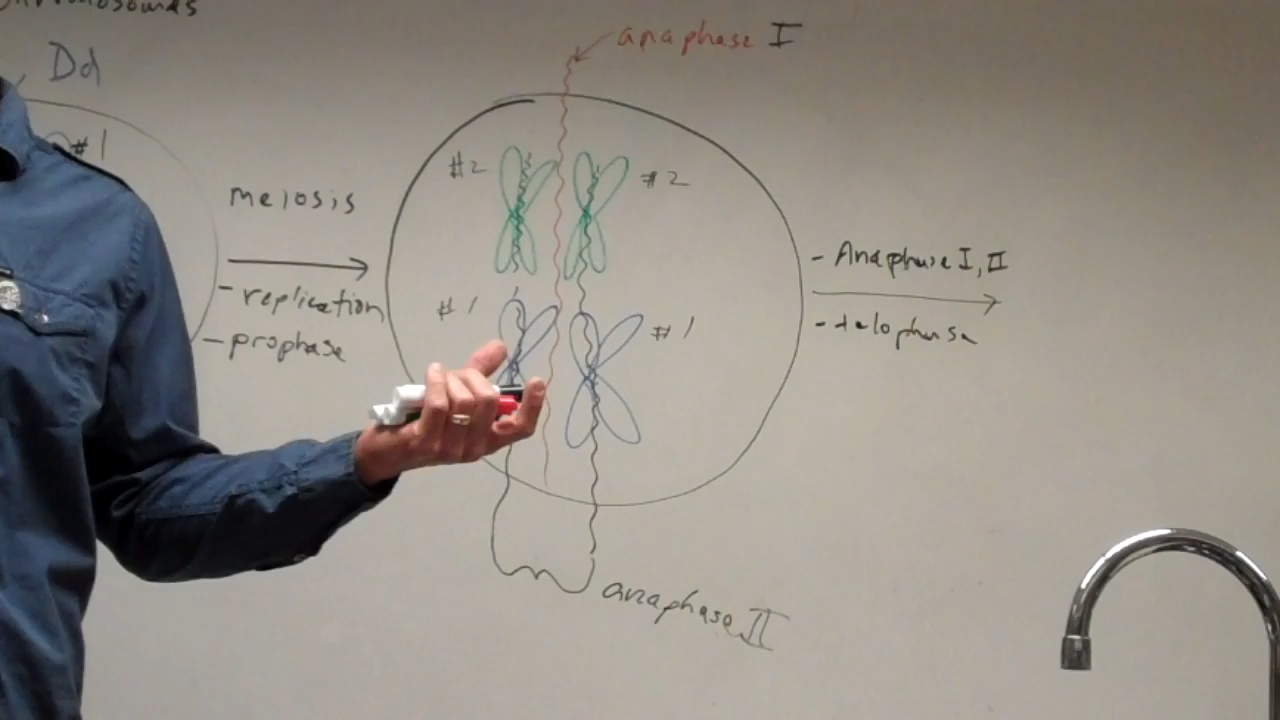 Dd
#1
meiosis
- replication
- prophase
anaphase I
#2
#2
#1
#1
- Anaphase I, II
- telophase
anaphase II